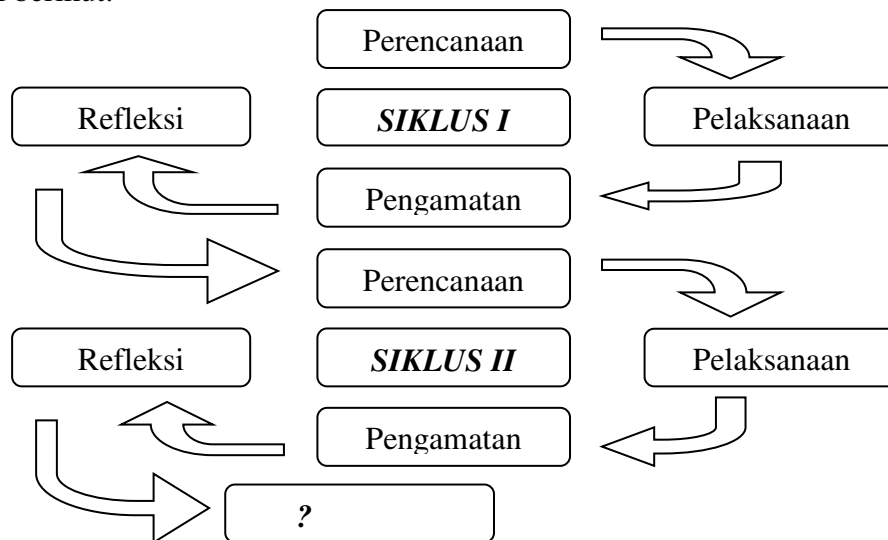 Perencanaan
Refleksi
SIKLUS I
Pelaksanaan
Pengamatan
Perencanaan
Refleksi
SIKLUS II
Pelaksanaan
Pengamatan
?